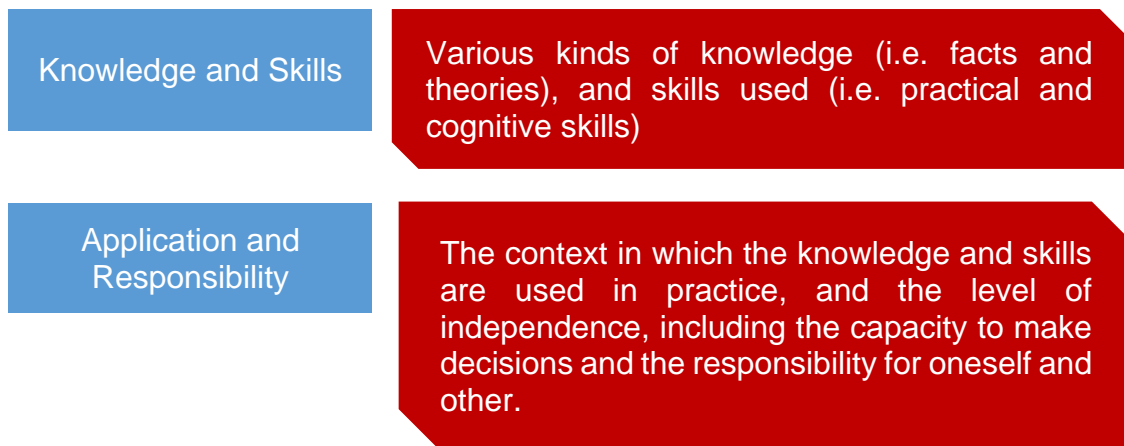 Knowledge and Skills
Various kinds of knowledge (i.e. facts and
theories), and skills used (i.e. practical and
cognitive skills)
Application and
Responsibility
The context in which the knowledge and skills
are used in practice, and the level of
independence, including the capacity to make
decisions and the responsibility for oneself and
other.